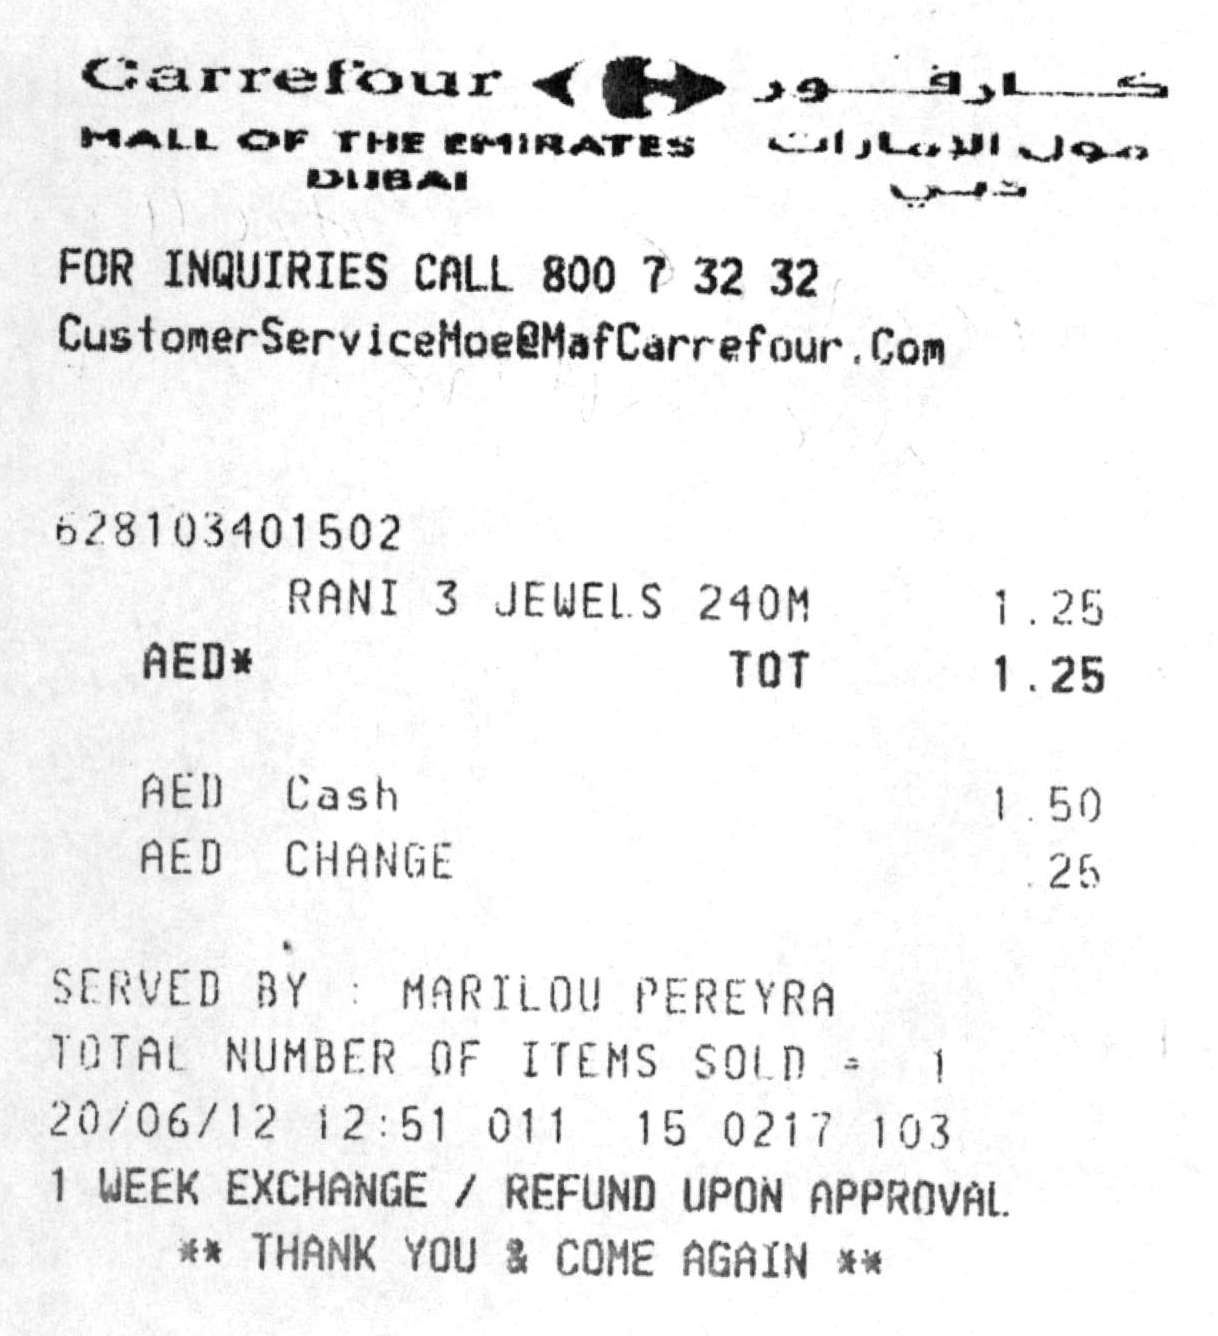 Carrefour كارفور
MALL OF THE EMIRATES مول الإمارات
DUBAI دبي
FOR INQUIRIES CALL 800 7 32 32
CustomerServiceMoe@MafCarrefour.Com
628103401502
RANI 3 JEWELS 240M 1.25
AED* TOT 1.25
AED Cash 1.50
AED CHANGE .25
SERVED BY : MARILOU PEREYRA
TOTAL NUMBER OF ITEMS SOLD = 1
20/06/12 12:51 011 15 0217 103
1 WEEK EXCHANGE / REFUND UPON APPROVAL.
** THANK YOU & COME AGAIN **